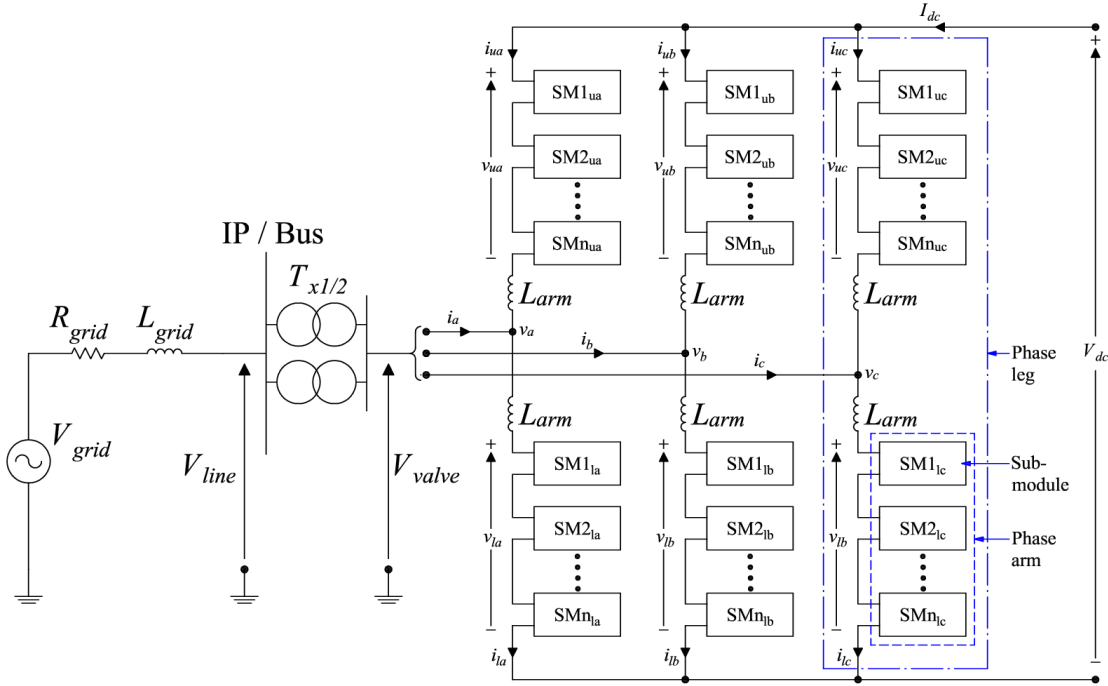 I_dc
i_ua
i_ub
i_uc
+
+
+
+
SM1_ua
SM1_ub
SM1_uc
v_ua
SM2_ua
v_ub
SM2_ub
v_uc
SM2_uc
−
SMn_ua
−
SMn_ub
−
SMn_uc
IP / Bus
T_x1/2
L_arm
L_arm
L_arm
R_grid
L_grid
i_a
v_a
i_b
v_b
i_c
v_c
Phase
leg
V_dc
L_arm
L_arm
L_arm
V_grid
V_line
V_valve
+
+
+
SM1_la
SM1_lb
SM1_lc
Sub-
module
v_la
SM2_la
v_lb
SM2_lb
v_lb
SM2_lc
Phase
arm
−
SMn_la
−
SMn_lb
−
SMn_lc
i_la
i_lb
i_lc
−